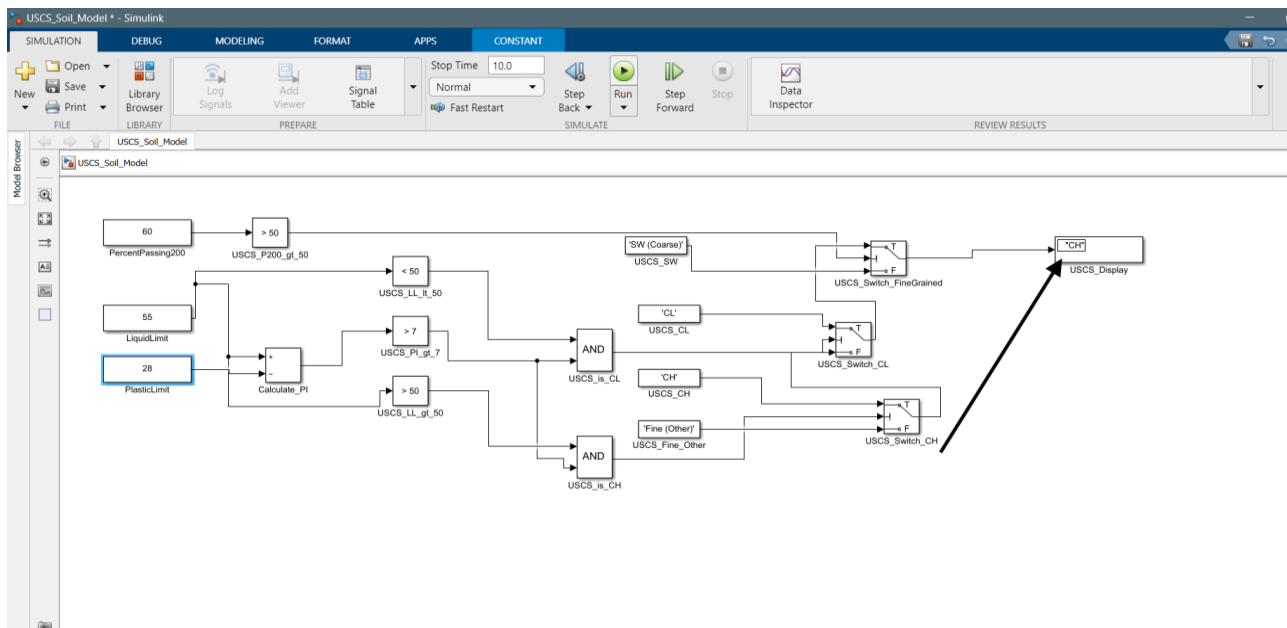 USCS_Soil_Model * - Simulink
SIMULATION
DEBUG
MODELING
FORMAT
APPS
CONSTANT
New
Open
Save
Print
FILE
Library
Browser
LIBRARY
Log
Signals
Add
Viewer
Signal
Table
PREPARE
Stop Time 10.0
Normal
Fast Restart
Step
Back
Run
Step
Forward
Stop
SIMULATE
Data
Inspector
REVIEW RESULTS
Model Browser
USCS_Soil_Model
USCS_Soil_Model
60
PercentPassing200
> 50
USCS_P200_gt_50
'SW (Coarse)'
USCS_SW
T
F
USCS_Switch_FineGrained
"CH"
USCS_Display
< 50
USCS_LL_lt_50
55
LiquidLimit
> 7
USCS_PI_gt_7
'CL'
USCS_CL
T
F
USCS_Switch_CL
AND
USCS_is_CL
28
PlasticLimit
+
−
Calculate_PI
> 50
USCS_LL_gt_50
'CH'
USCS_CH
T
F
USCS_Switch_CH
'Fine (Other)'
USCS_Fine_Other
AND
USCS_is_CH